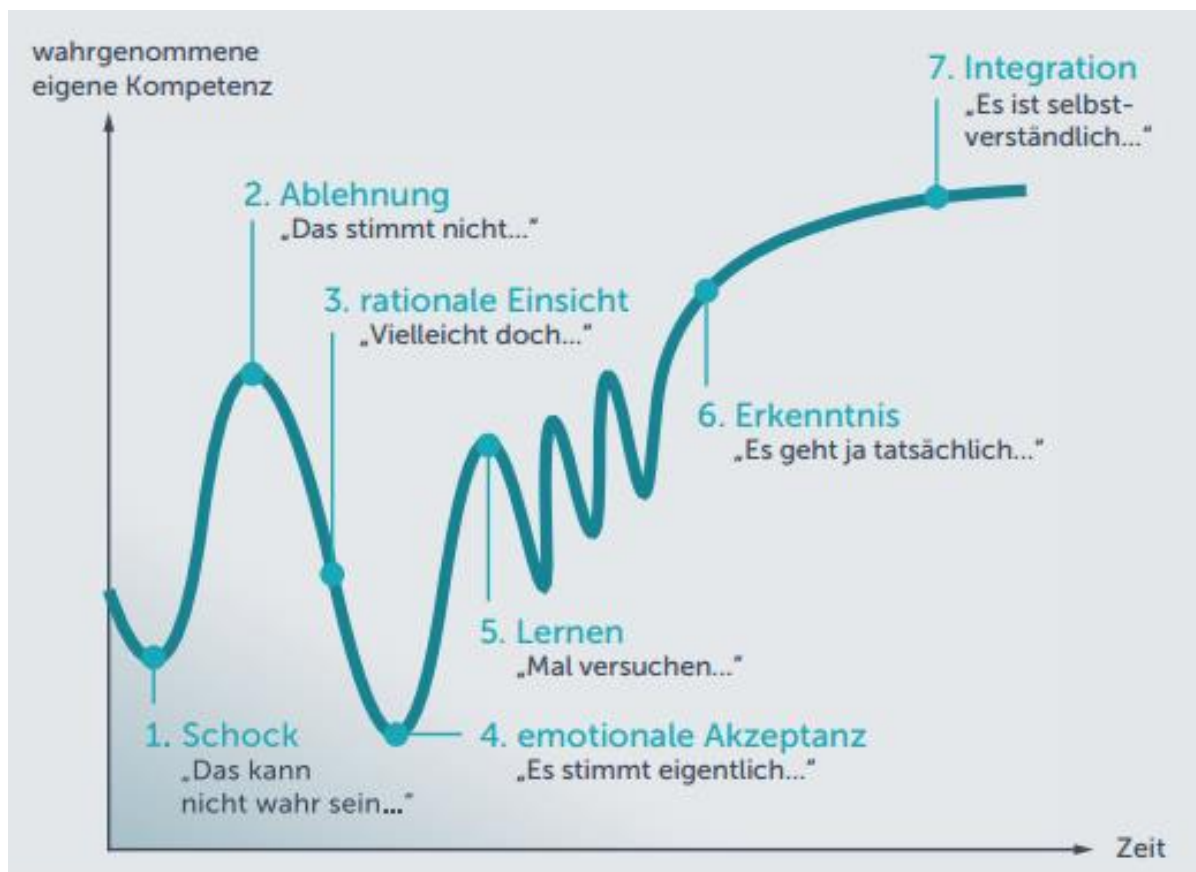 wahrgenommene
eigene Kompetenz
7. Integration
„Es ist selbst-
verständlich...“
2. Ablehnung
„Das stimmt nicht...“
3. rationale Einsicht
„Vielleicht doch...“
6. Erkenntnis
„Es geht ja tatsächlich...“
5. Lernen
„Mal versuchen...“
1. Schock
„Das kann
nicht wahr sein...“
4. emotionale Akzeptanz
„Es stimmt eigentlich...“
Zeit